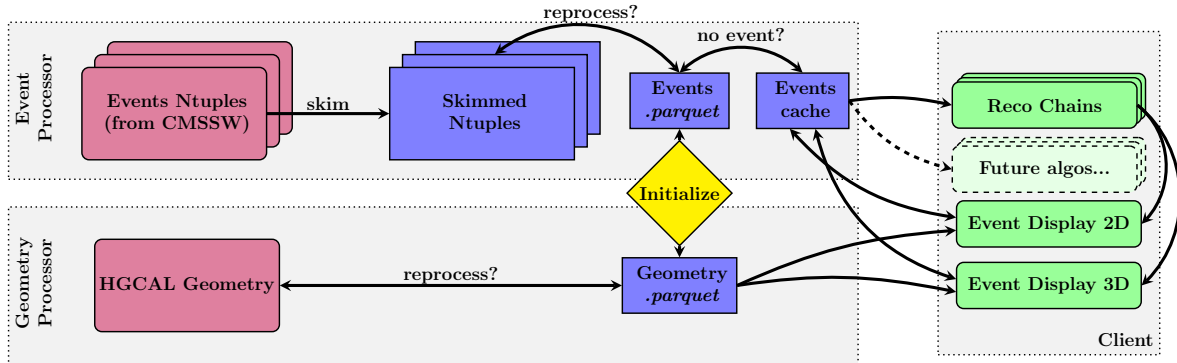 reprocess?
no event?
Event
Processor
Events Ntuples
(from CMSSW)
skim
Skimmed
Ntuples
Events
.parquet
Events
cache
Reco Chains
Future algos...
Initialize
Event Display 2D
Geometry
Processor
HGCAL Geometry
reprocess?
Geometry
.parquet
Event Display 3D
Client